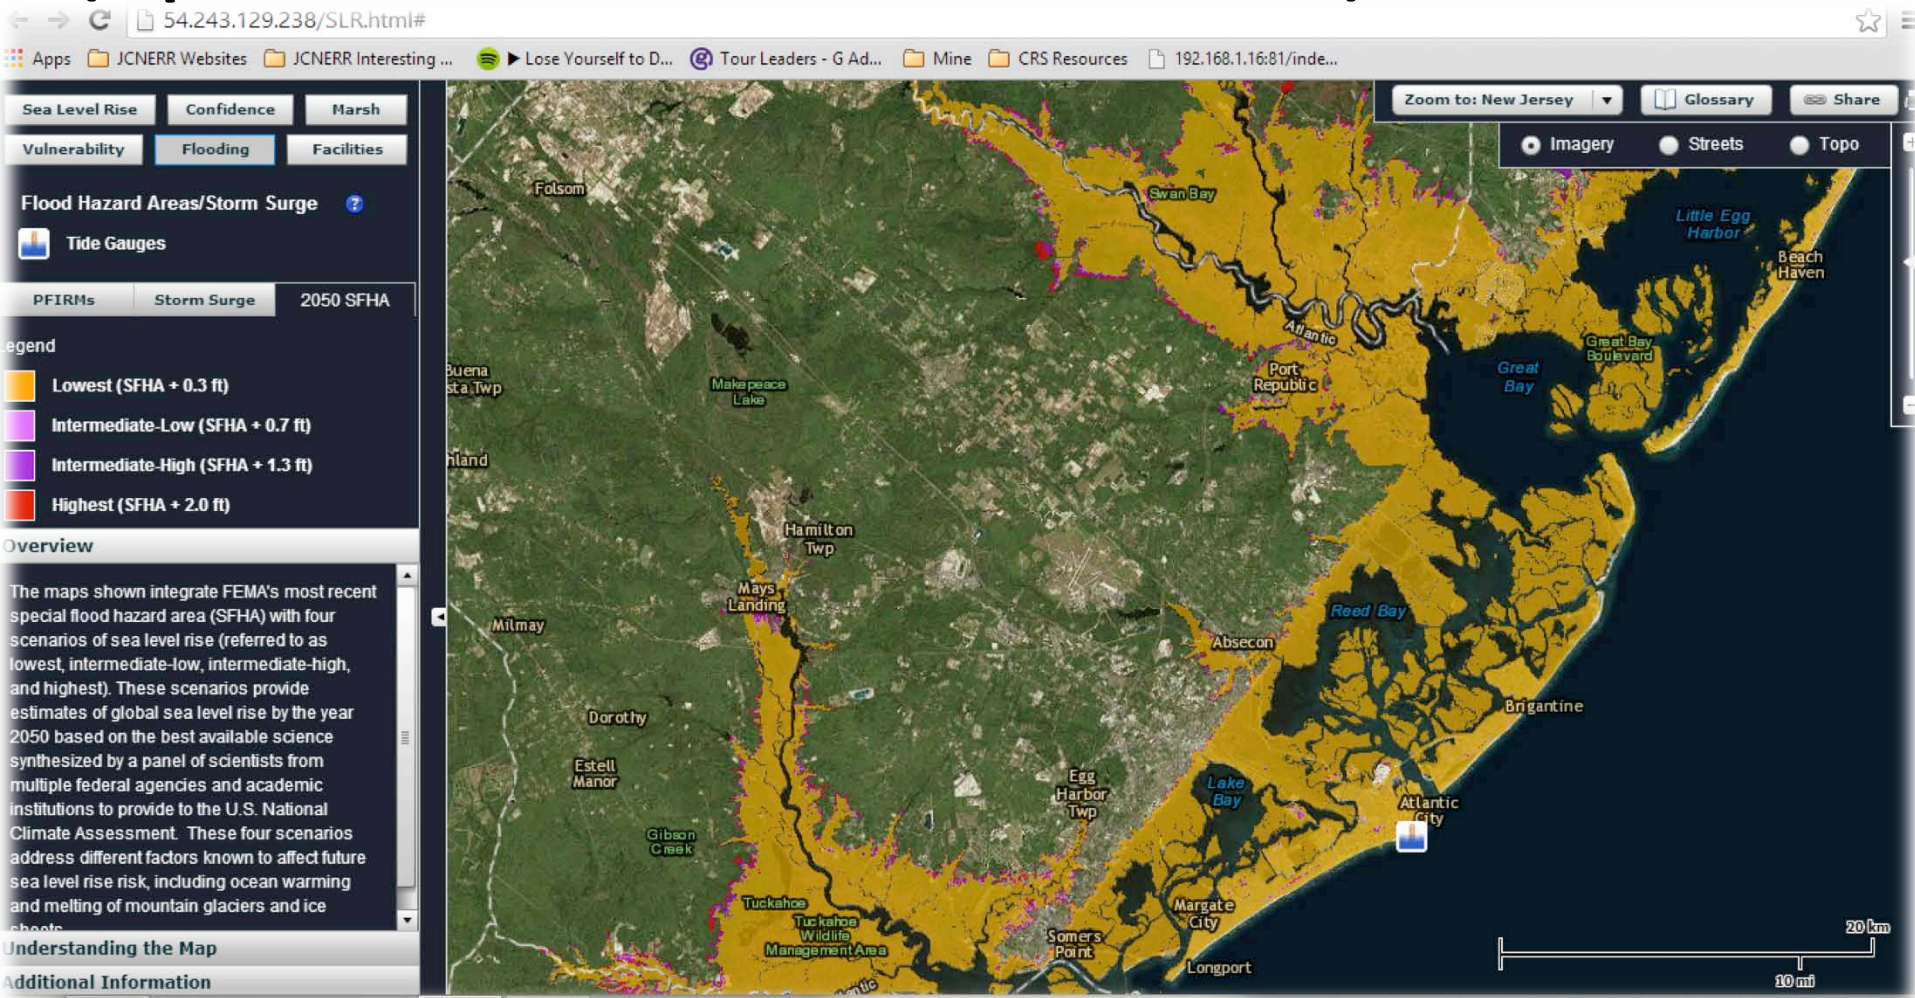 54.243.129.238/SLR.html#
Apps JCNERR Websites JCNERR Interesting ... ▶ Lose Yourself to D... Tour Leaders - G Ad... Mine CRS Resources 192.168.1.16:81/inde...
Sea Level Rise Confidence Marsh
Vulnerability Flooding Facilities
Zoom to: New Jersey Glossary Share
Imagery Streets Topo
Flood Hazard Areas/Storm Surge ?
Tide Gauges
PFIRMs Storm Surge 2050 SFHA
Legend
Lowest (SFHA + 0.3 ft)
Intermediate-Low (SFHA + 0.7 ft)
Intermediate-High (SFHA + 1.3 ft)
Highest (SFHA + 2.0 ft)
Overview
The maps shown integrate FEMA's most recent
special flood hazard area (SFHA) with four
scenarios of sea level rise (referred to as
lowest, intermediate-low, intermediate-high,
and highest). These scenarios provide
estimates of global sea level rise by the year
2050 based on the best available science
synthesized by a panel of scientists from
multiple federal agencies and academic
institutions to provide to the U.S. National
Climate Assessment. These four scenarios
address different factors known to affect future
sea level rise risk, including ocean warming
and melting of mountain glaciers and ice
sheets
Understanding the Map
Additional Information
Folsom
Swan Bay
Little Egg
Harbor
Beach
Haven
Atlantic
Great Bay
Boulevard
Buena
sta Twp
Makepeace
Lake
Port
Republic
Great
Bay
hland
Hamilton
Twp
Mays
Landing
Milmay
Reed Bay
Absecon
Dorothy
Brigantine
Estell
Manor
Egg
Harbor
Twp
Lake
Bay
Atlantic
City
Gibson
Creek
Tuckahoe
Tuckahoe
Wildlife
Management Area
Margate
City
Somers
Point
Longport
antic
20 km
10 mi